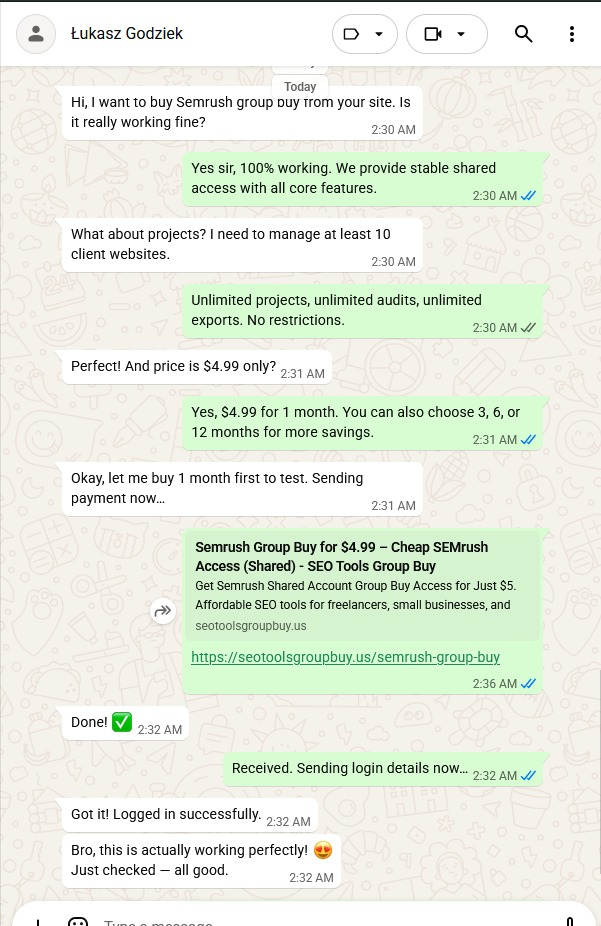 Łukasz Godziek
Today
Hi, I want to buy Semrush group buy from your site. Is
it really working fine?
2:30 AM
Yes sir, 100% working. We provide stable shared
access with all core features.
2:30 AM
What about projects? I need to manage at least 10
client websites.
2:30 AM
Unlimited projects, unlimited audits, unlimited
exports. No restrictions.
2:30 AM
Perfect! And price is $4.99 only? 2:31 AM
Yes, $4.99 for 1 month. You can also choose 3, 6, or
12 months for more savings.
2:31 AM
Okay, let me buy 1 month first to test. Sending
payment now…
2:31 AM
Semrush Group Buy for $4.99 – Cheap SEMrush
Access (Shared) - SEO Tools Group Buy
Get Semrush Shared Account Group Buy Access for Just $5.
Affordable SEO tools for freelancers, small businesses, and
seotoolsgroupbuy.us
https://seotoolsgroupbuy.us/semrush-group-buy
2:36 AM
Done! ✅ 2:32 AM
Received. Sending login details now… 2:32 AM
Got it! Logged in successfully. 2:32 AM
Bro, this is actually working perfectly! 😍
Just checked — all good.
2:32 AM
Type a message